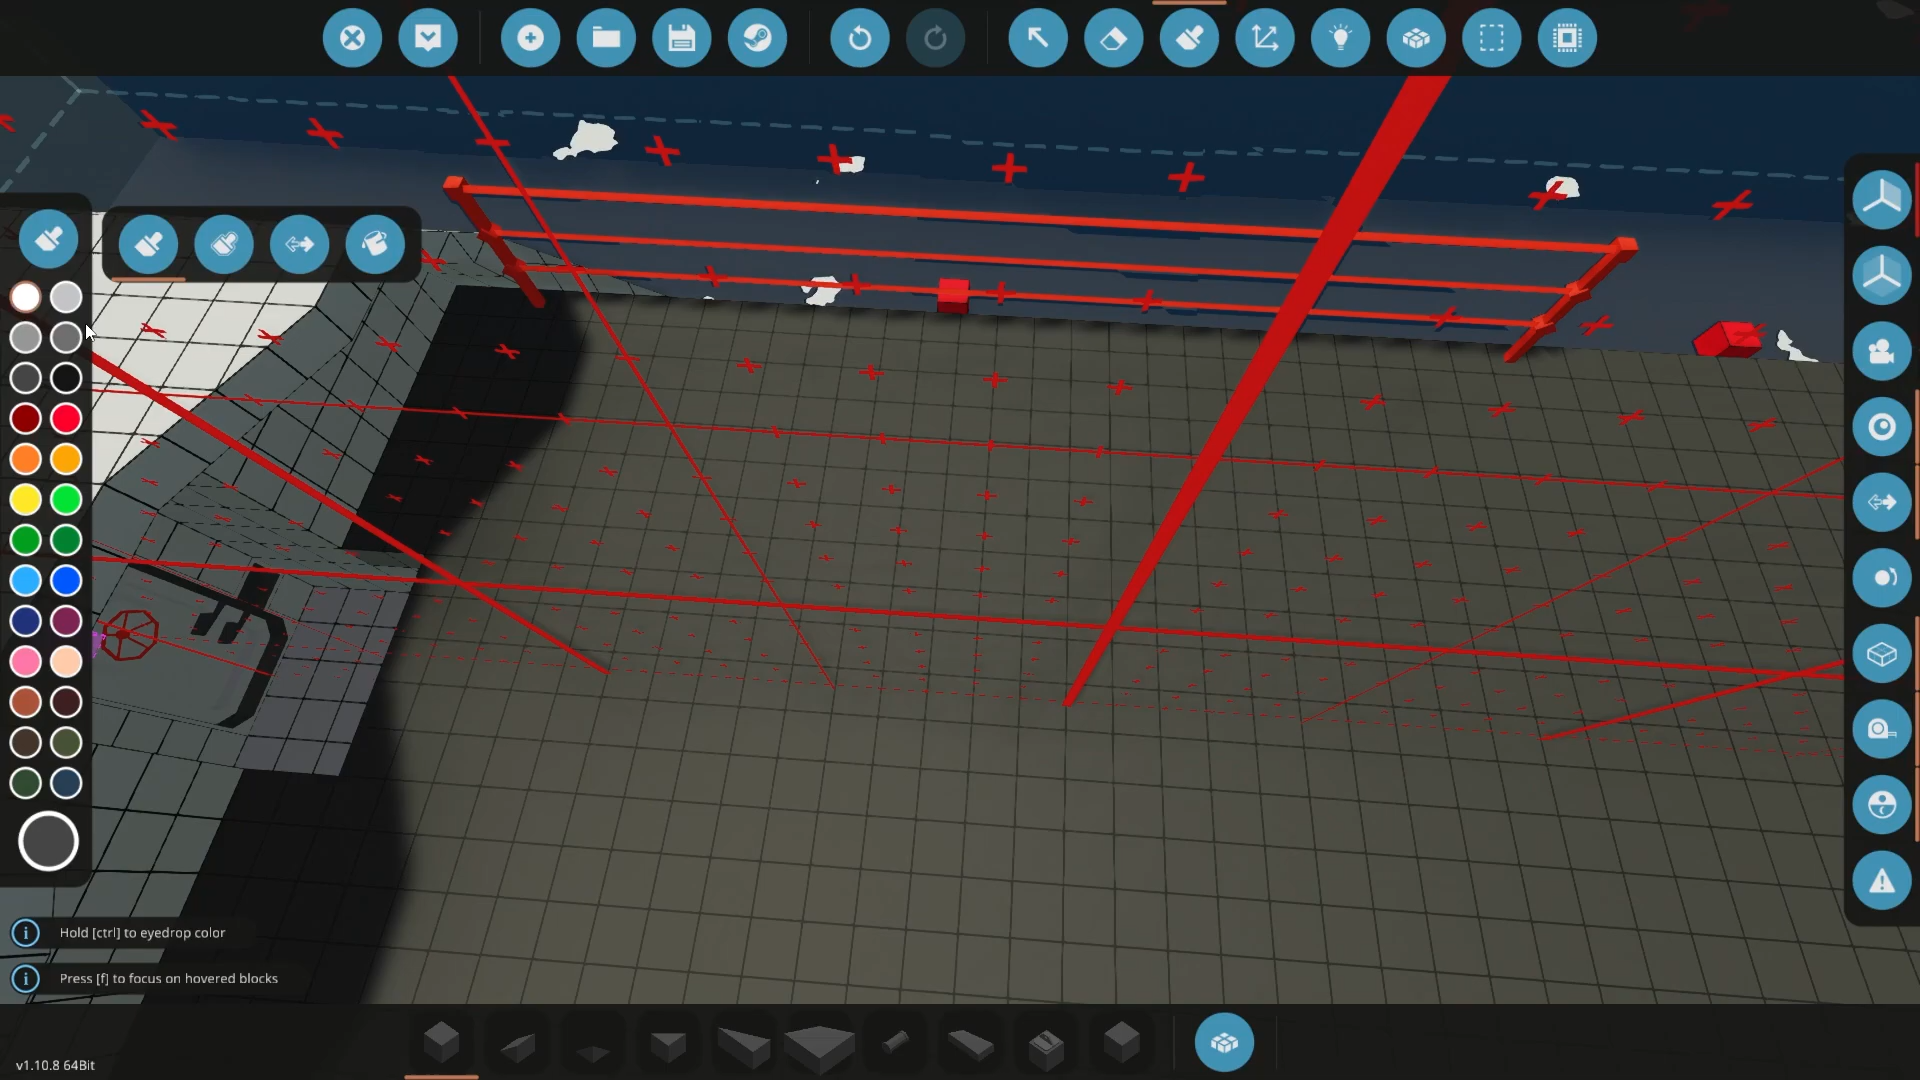 Hold [ctrl] to eyedrop color
Press [f] to focus on hovered blocks
v1.10.8 64Bit